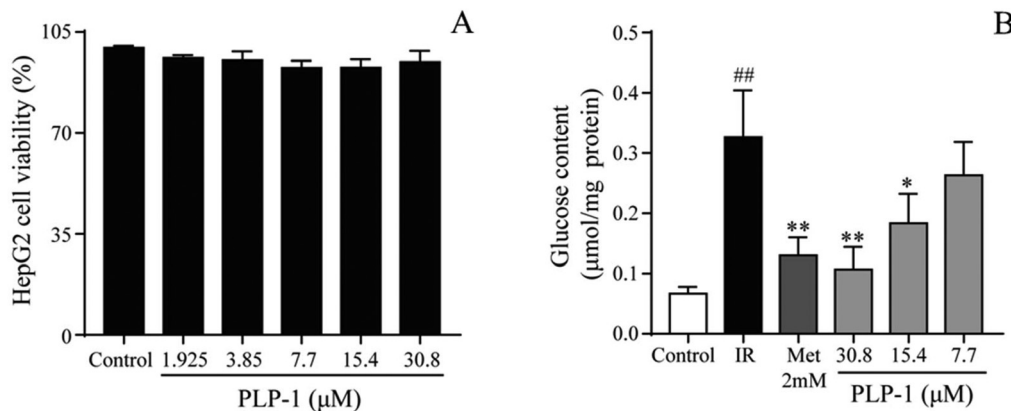 A
HepG2 cell viability (%)
105
70
35
0
Control 1.925 3.85 7.7 15.4 30.8
PLP-1 (μM)
B
Glucose content
(μmol/mg protein)
0.5
0.4
0.3
0.2
0.1
0.0
##
**
**
*
Control IR Met 30.8 15.4 7.7
2mM
PLP-1 (μM)